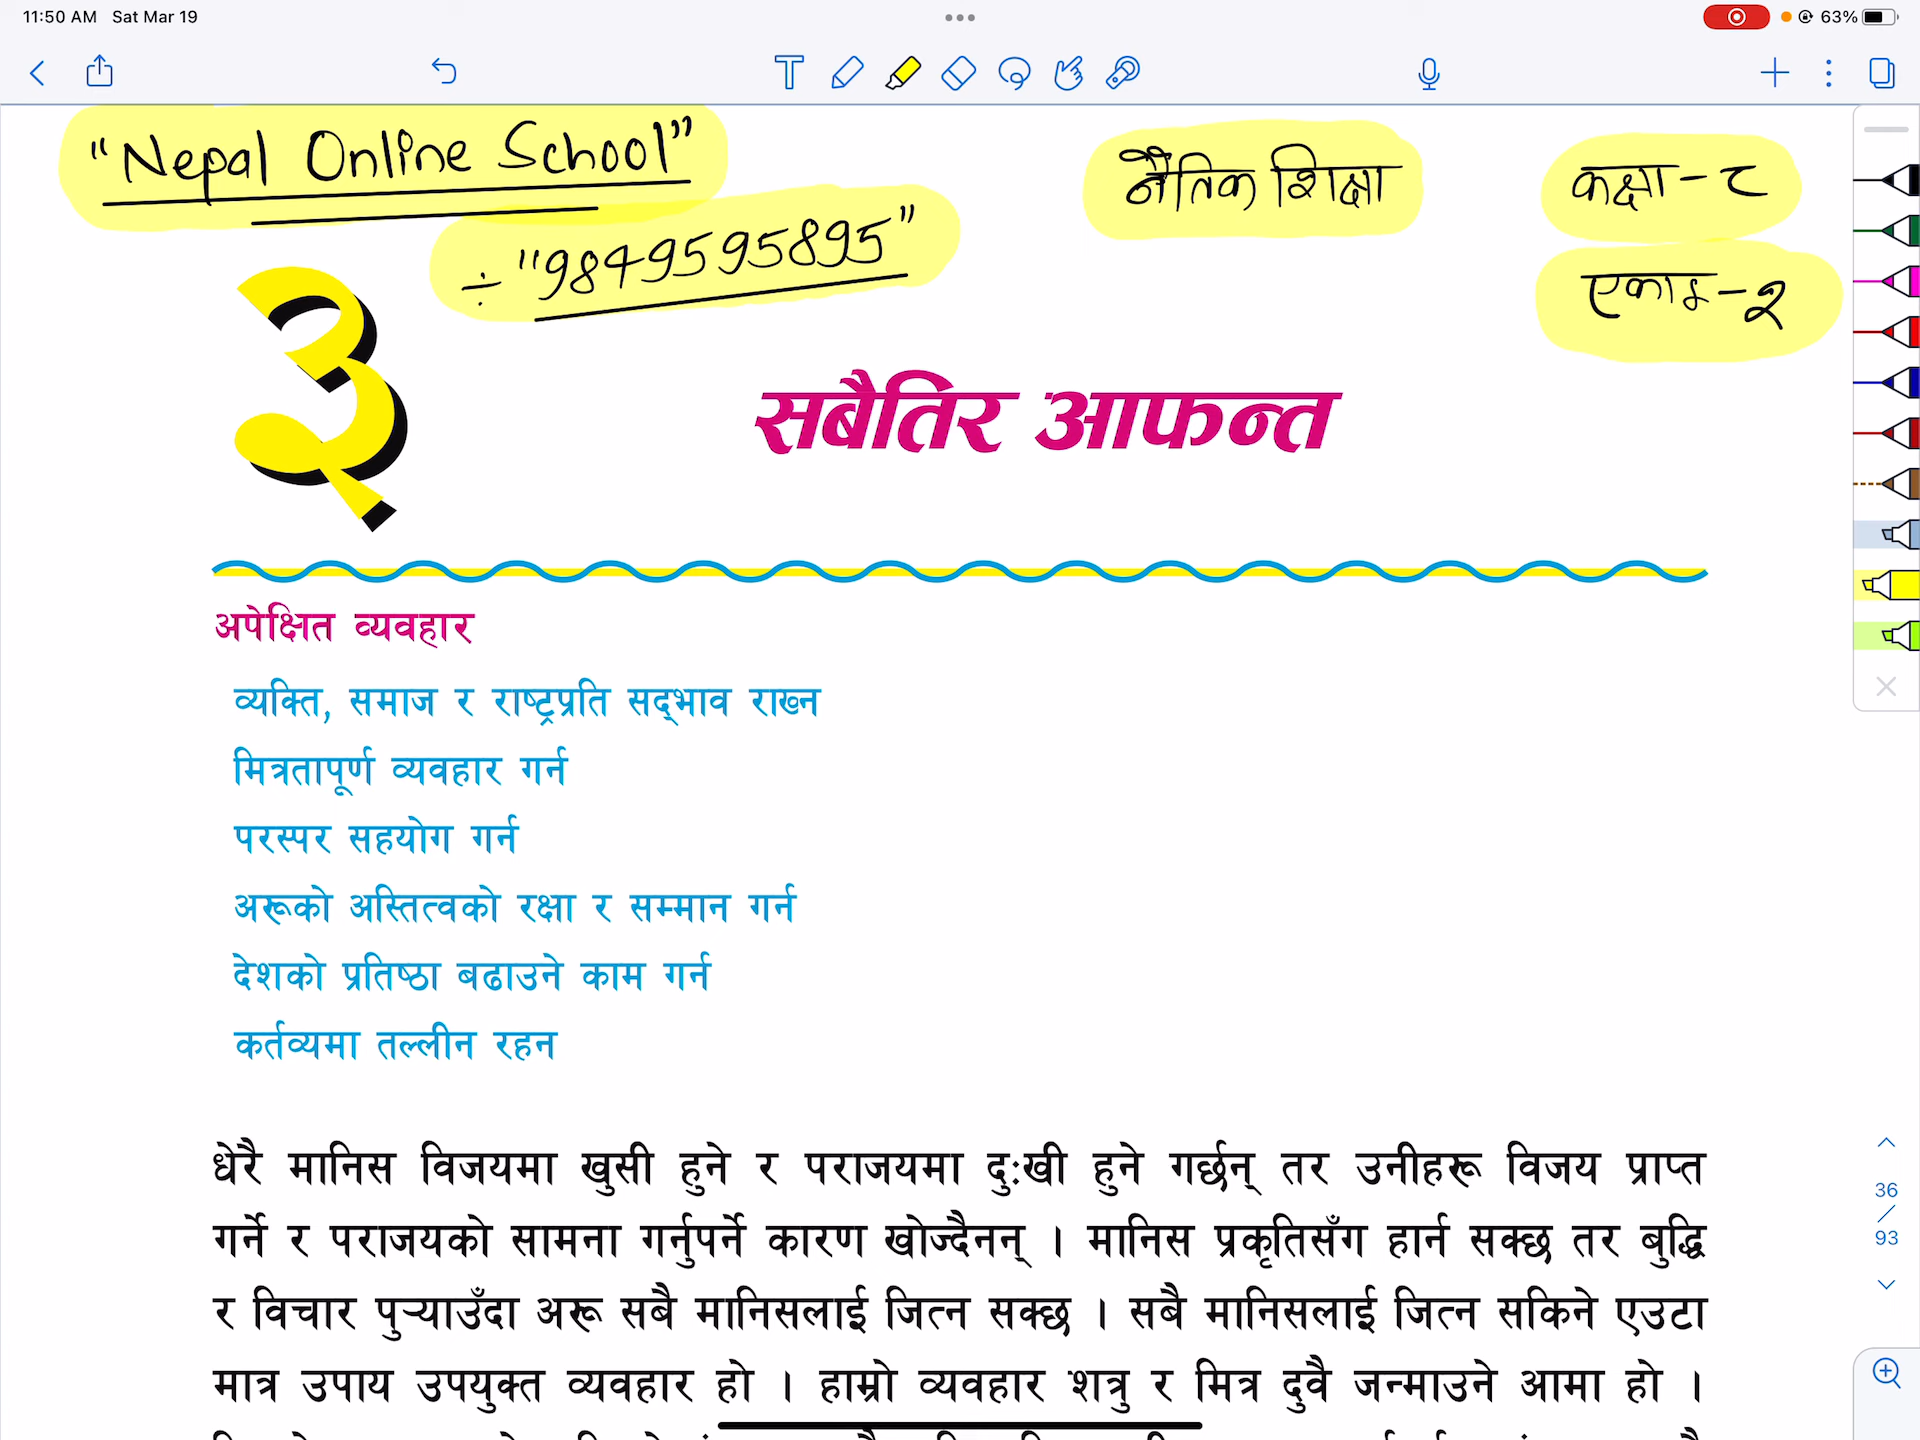 11:50 AM Sat Mar 19
63%
"Nepal Online School"
÷ "9849595895"
नैतिक शिक्षा
कक्षा - ८
एकाइ - २
३
सबैतिर आफन्त
अपेक्षित व्यवहार
व्यक्ति, समाज र राष्ट्रप्रति सद्‌भाव राख्न
मित्रतापूर्ण व्यवहार गर्न
परस्पर सहयोग गर्न
अरूको अस्तित्वको रक्षा र सम्मान गर्न
देशको प्रतिष्ठा बढाउने काम गर्न
कर्तव्यमा तल्लीन रहन
धेरै मानिस विजयमा खुसी हुने र पराजयमा दुःखी हुने गर्छन् तर उनीहरू विजय प्राप्त
गर्ने र पराजयको सामना गर्नुपर्ने कारण खोज्दैनन् । मानिस प्रकृतिसँग हार्न सक्छ तर बुद्धि
र विचार पुर्‍याउँदा अरू सबै मानिसलाई जित्न सक्छ । सबै मानिसलाई जित्न सकिने एउटा
मात्र उपाय उपयुक्त व्यवहार हो । हाम्रो व्यवहार शत्रु र मित्र दुवै जन्माउने आमा हो ।
36
/
93